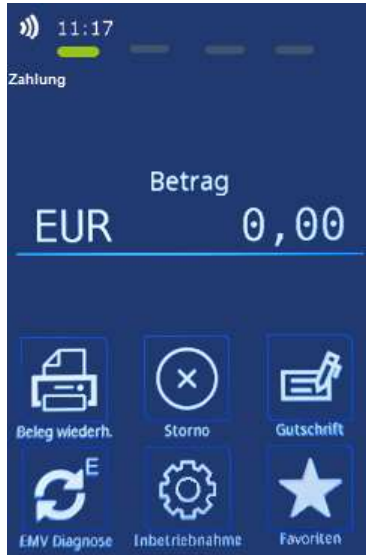 11:17
Zahlung
Betrag
EUR 0,00
Beleg wiederh. Storno Gutschrift
E
EMV Diagnose Inbetriebnahme Favoriten